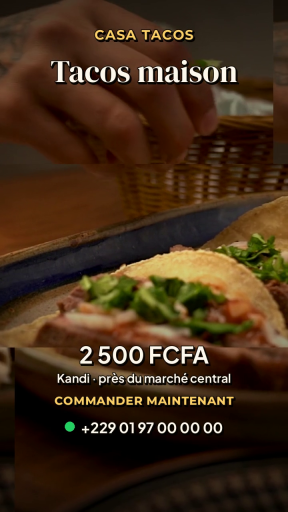 CASA TACOS
Tacos maison
2 500 FCFA
Kandi · près du marché central
COMMANDER MAINTENANT
+229 01 97 00 00 00